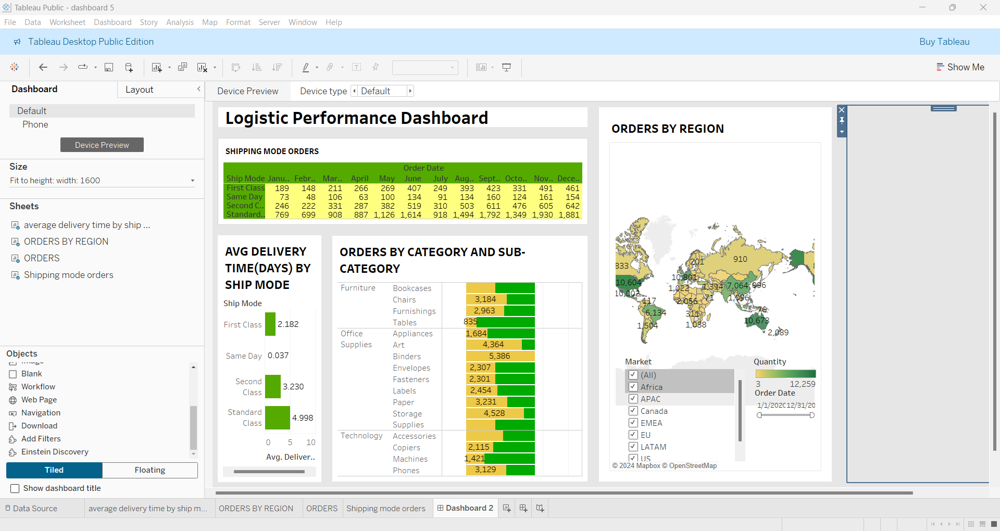 Tableau Public - dashboard 5
File Data Worksheet Dashboard Story Analysis Map Format Server Window Help
Tableau Desktop Public Edition
Buy Tableau
Show Me
Dashboard
Layout
Default
Phone
Device Preview
Size
Fit to height: width: 1600
Sheets
average delivery time by ship ...
ORDERS BY REGION
ORDERS
Shipping mode orders
Objects
Image
Blank
Workflow
Web Page
Navigation
Download
Add Filters
Einstein Discovery
Tiled
Floating
Show dashboard title
Device Preview
Device type
Default
Logistic Performance Dashboard
SHIPPING MODE ORDERS
Order Date
Ship Mode Janu.. Febr.. Mar.. April May June July Aug.. Sept.. Octo.. Nov.. Dece..
First Class 189 148 211 266 269 407 249 393 423 331 491 461
Same Day 73 48 106 63 100 134 91 134 160 124 161 154
Second C.. 246 222 331 287 382 519 310 503 611 476 605 642
Standard.. 769 699 908 887 1,126 1,614 918 1,494 1,792 1,349 1,930 1,881
AVG DELIVERY
TIME(DAYS) BY
SHIP MODE
Ship Mode
First Class 2.182
Same Day 0.037
Second
Class
3.230
Standard
Class
4.998
0 5 10
Avg. Deliver..
ORDERS BY CATEGORY AND SUB-
CATEGORY
Furniture Bookcases
Chairs 3,184
Furnishings 2,963
Tables 835
Office
Supplies
Appliances 1,684
Art 4,364
Binders 5,386
Envelopes 2,307
Fasteners 2,301
Labels 2,454
Paper 3,231
Storage 4,528
Supplies
Technology Accessories
Copiers 2,115
Machines 1,421
Phones 3,129
ORDERS BY REGION
201
910
833
10,801
10,604
1,022
1,394
7,064
996
10,002
117
2,056
71
1,096
6,134
311
76
1,504
1,038
10,673
2,089
Market
(All)
Africa
APAC
Canada
EMEA
EU
LATAM
US
Quantity
3 12,259
Order Date
1/1/2020
12/31/20
© 2024 Mapbox © OpenStreetMap
Data Source
average delivery time by ship m...
ORDERS BY REGION
ORDERS
Shipping mode orders
Dashboard 2